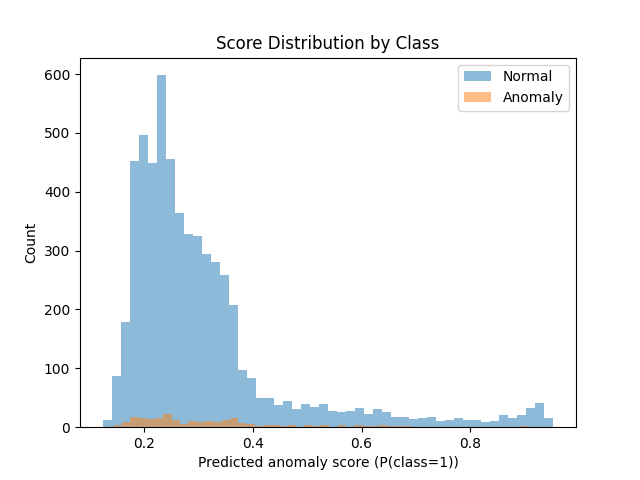 Score Distribution by Class
Normal
Anomaly
600
500
400
300
200
100
0
Count
0.2
0.4
0.6
0.8
Predicted anomaly score (P(class=1))